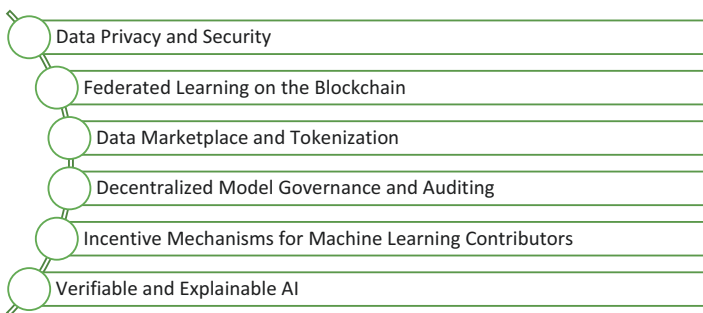 Data Privacy and Security
Federated Learning on the Blockchain
Data Marketplace and Tokenization
Decentralized Model Governance and Auditing
Incentive Mechanisms for Machine Learning Contributors
Verifiable and Explainable AI